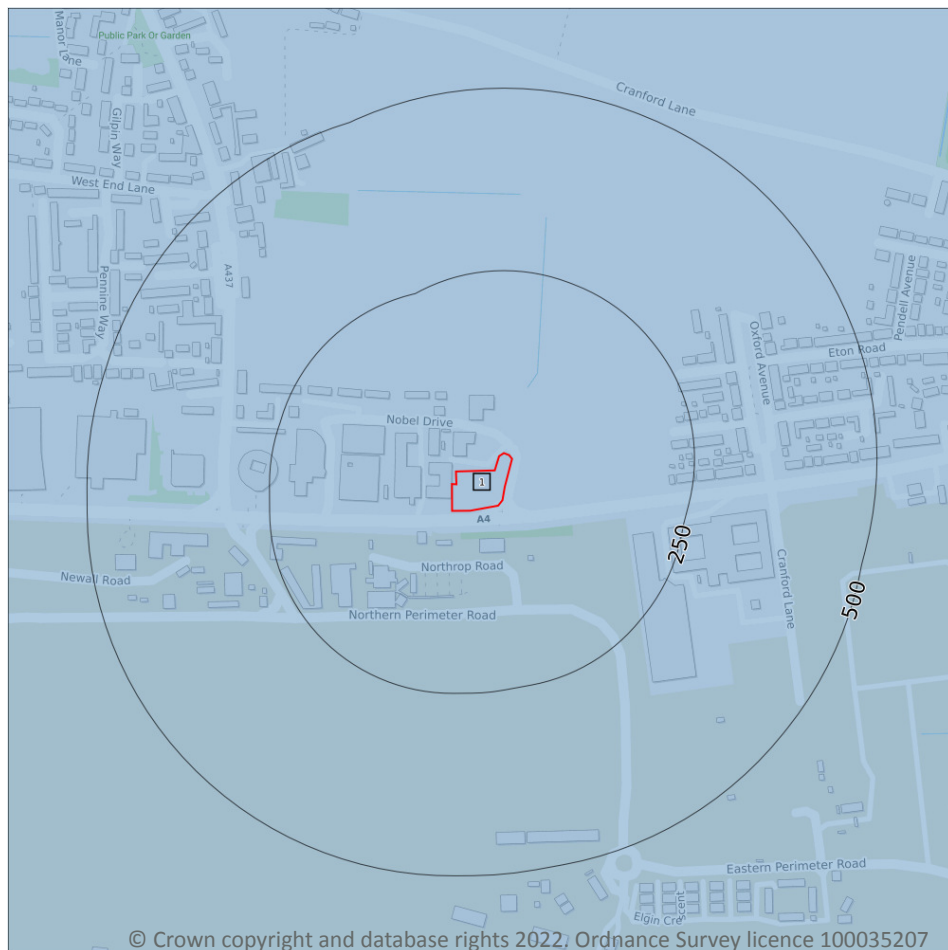 Manor Lane
Public Park Or Garden
Gilpin Way
Cranford Lane
West End Lane
A437
Pennine Way
Pendell Avenue
Oxford Avenue
Eton Road
Nobel Drive
1
A4
250
Northrop Road
Newall Road
Cranford Lane
500
Northern Perimeter Road
Eastern Perimeter Road
Elgin Crescent
© Crown copyright and database rights 2022. Ordnance Survey licence 100035207